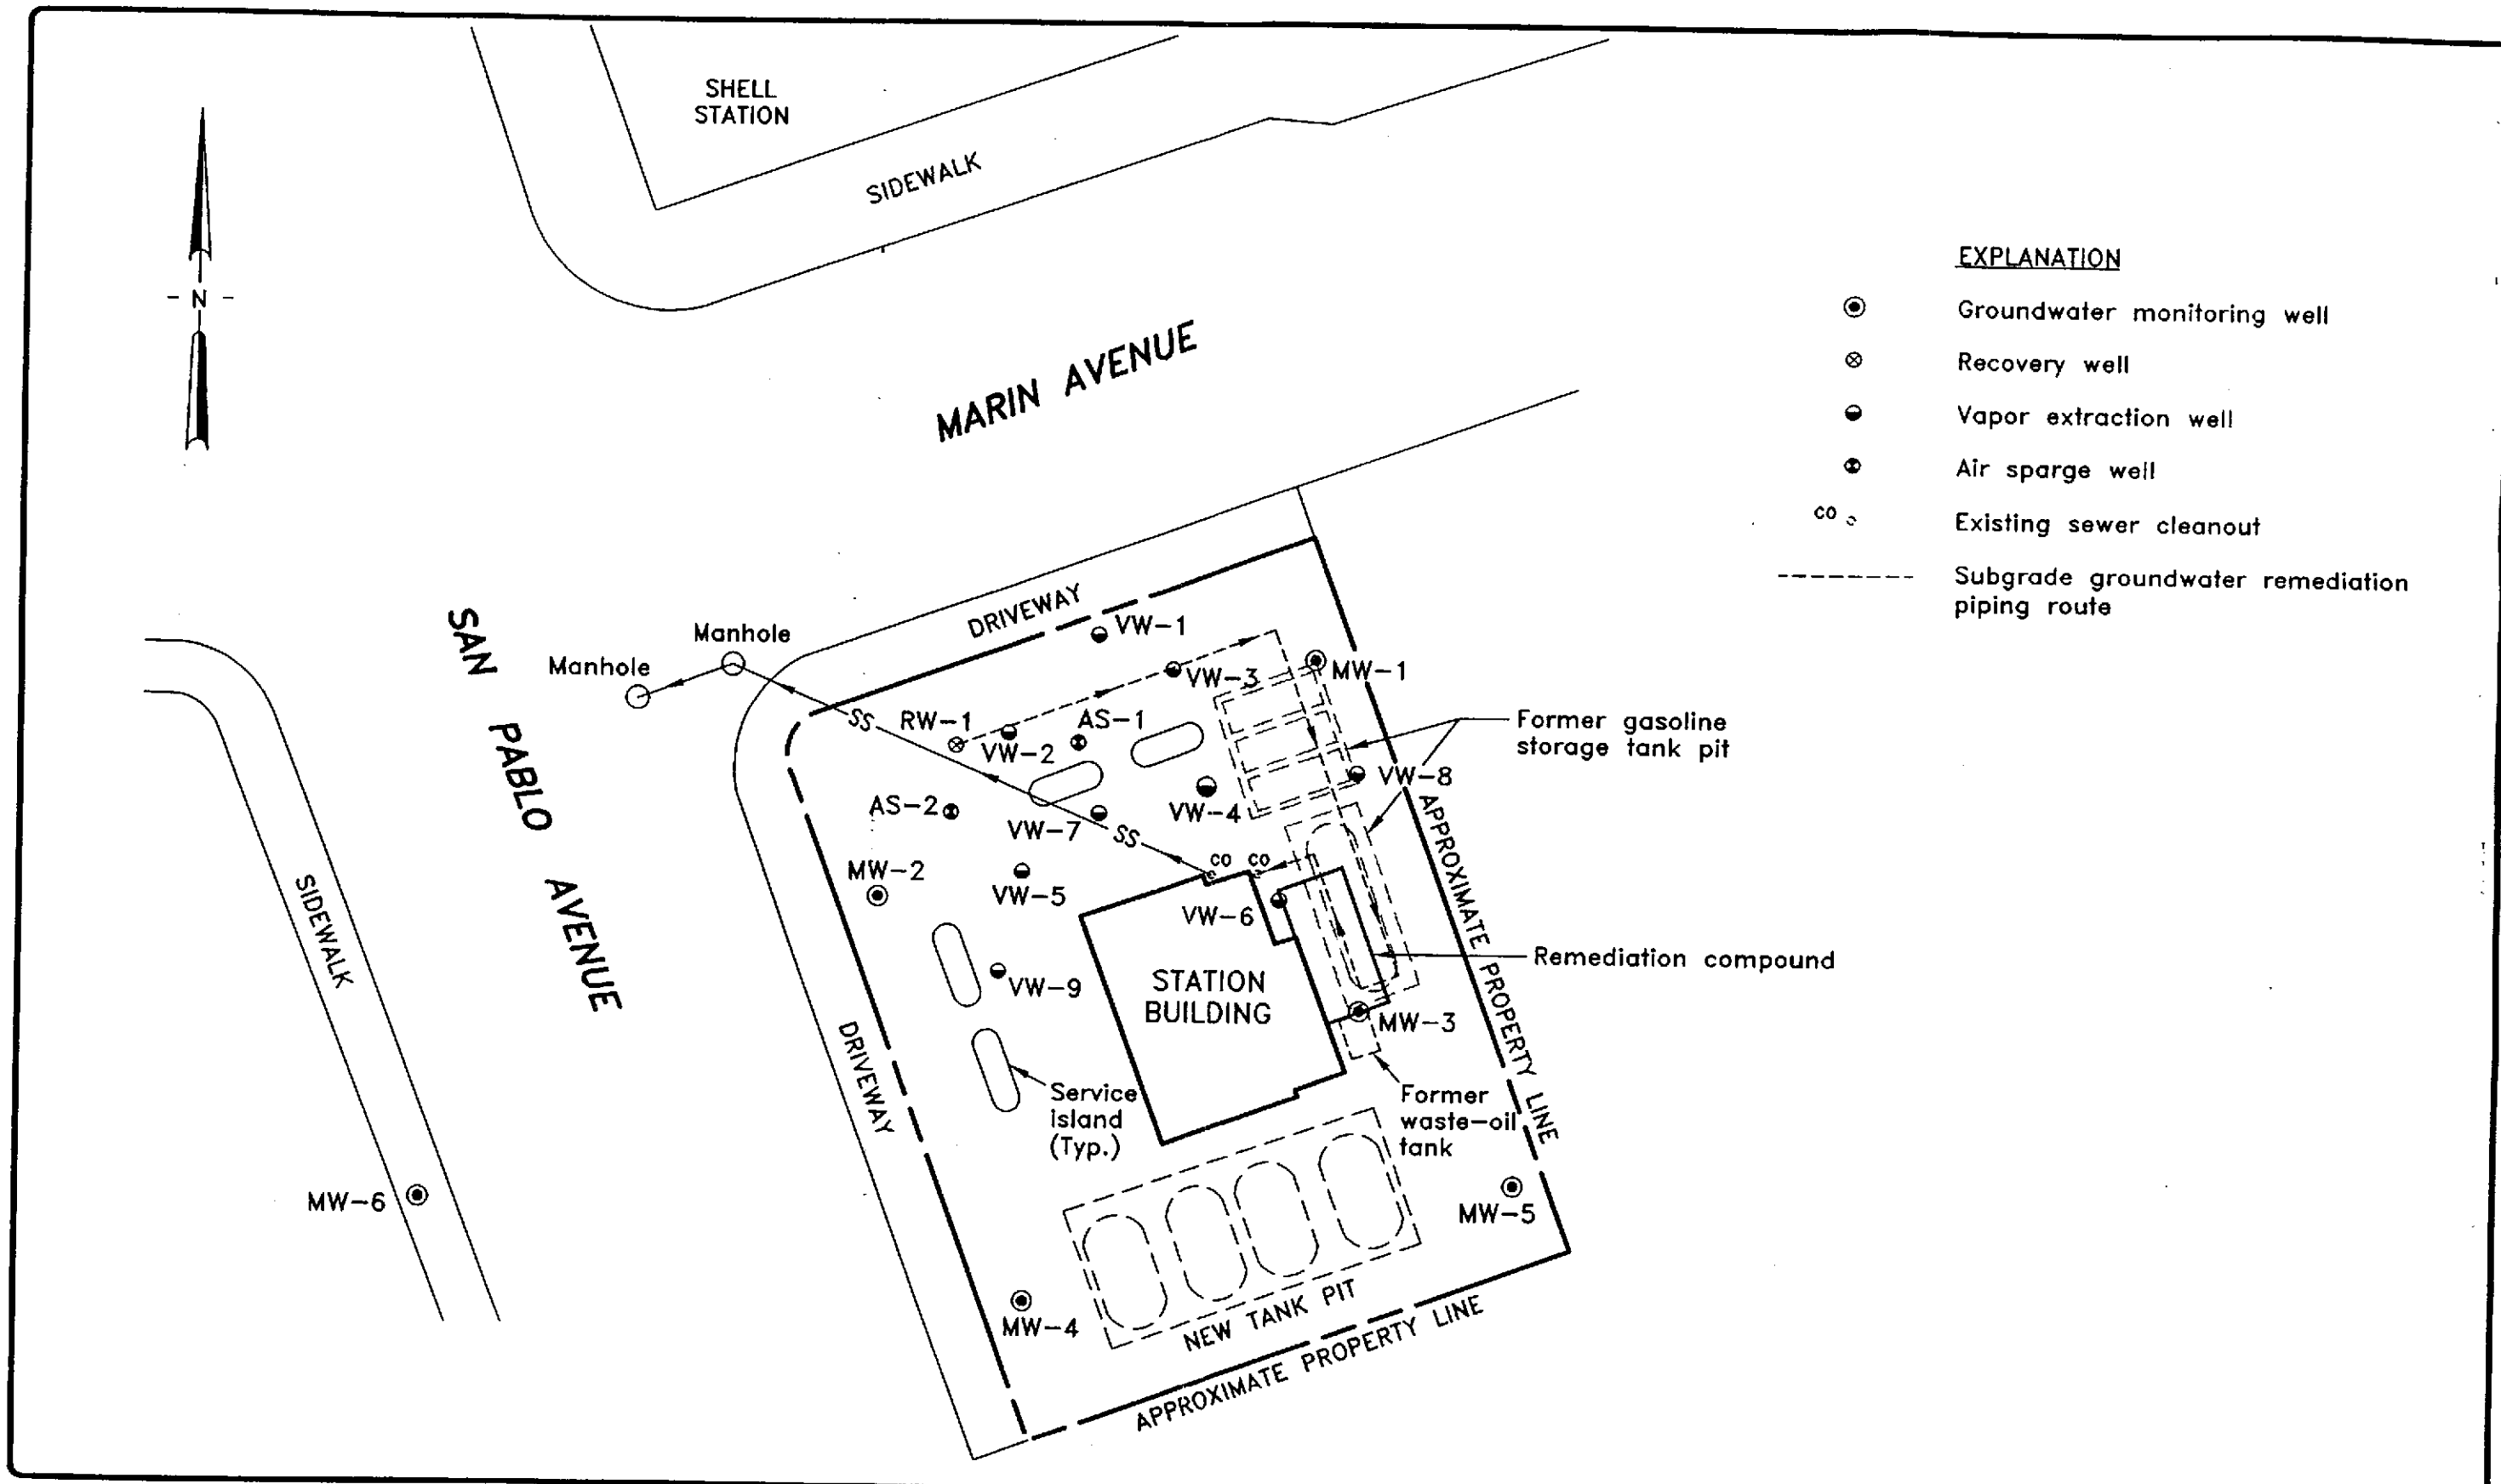 SHELL
STATION
SIDEWALK
- N -
MARIN AVENUE
EXPLANATION
Groundwater monitoring well
Recovery well
Vapor extraction well
Air sparge well
CO Existing sewer cleanout
Subgrade groundwater remediation
piping route
SAN PABLO AVENUE
SIDEWALK
Manhole
Manhole
DRIVEWAY
VW-1
VW-3
MW-1
SS
RW-1
VW-2
AS-1
Former gasoline
storage tank pit
VW-8
VW-4
AS-2
VW-7
SS
APPROXIMATE PROPERTY LINE
MW-2
VW-5
CO CO
VW-6
Remediation compound
VW-9
STATION
BUILDING
MW-3
DRIVEWAY
Service
island
(Typ.)
Former
waste-oil
tank
MW-6
MW-5
MW-4
NEW TANK PIT
APPROXIMATE PROPERTY LINE